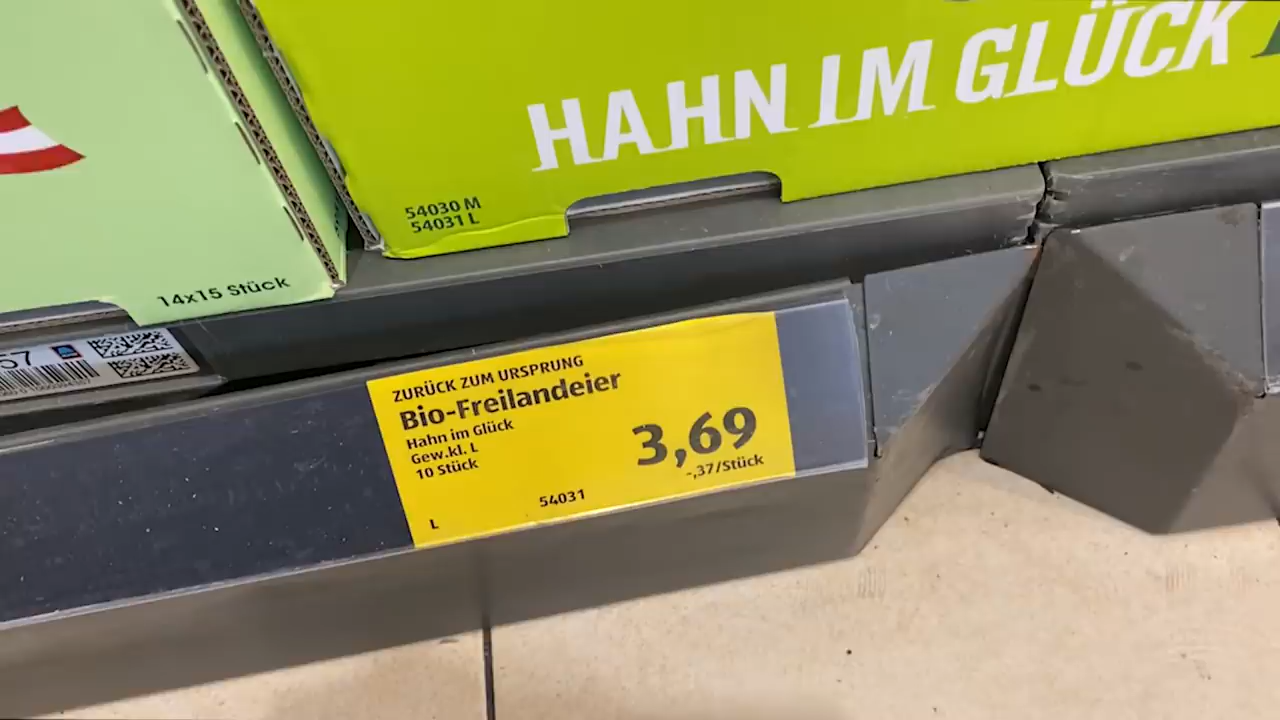 HAHN IM GLÜCK
54030 M
54031 L
14x15 Stück
57
ZURÜCK ZUM URSPRUNG
Bio-Freilandeier
Hahn im Glück
Gew.kl. L
10 Stück
3,69
-,37/Stück
54031
L